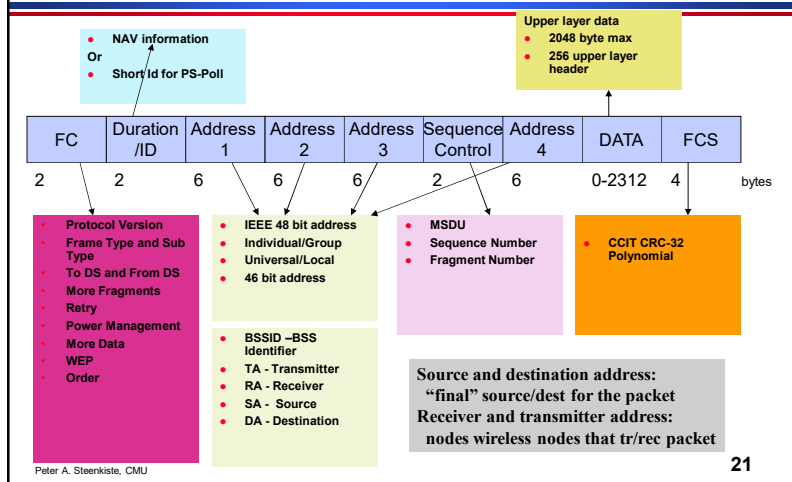 NAV information
Or
Short Id for PS-Poll
Upper layer data
2048 byte max
256 upper layer
header
FC
Duration
/ID
Address
1
Address
2
Address
3
Sequence
Control
Address
4
DATA
FCS
2 2 6 6 6 2 6 0-2312 4 bytes
Protocol Version
Frame Type and Sub
Type
To DS and From DS
More Fragments
Retry
Power Management
More Data
WEP
Order
IEEE 48 bit address
Individual/Group
Universal/Local
46 bit address
BSSID –BSS
Identifier
TA - Transmitter
RA - Receiver
SA - Source
DA - Destination
MSDU
Sequence Number
Fragment Number
CCIT CRC-32
Polynomial
Source and destination address:
“final” source/dest for the packet
Receiver and transmitter address:
nodes wireless nodes that tr/rec packet
Peter A. Steenkiste, CMU
21